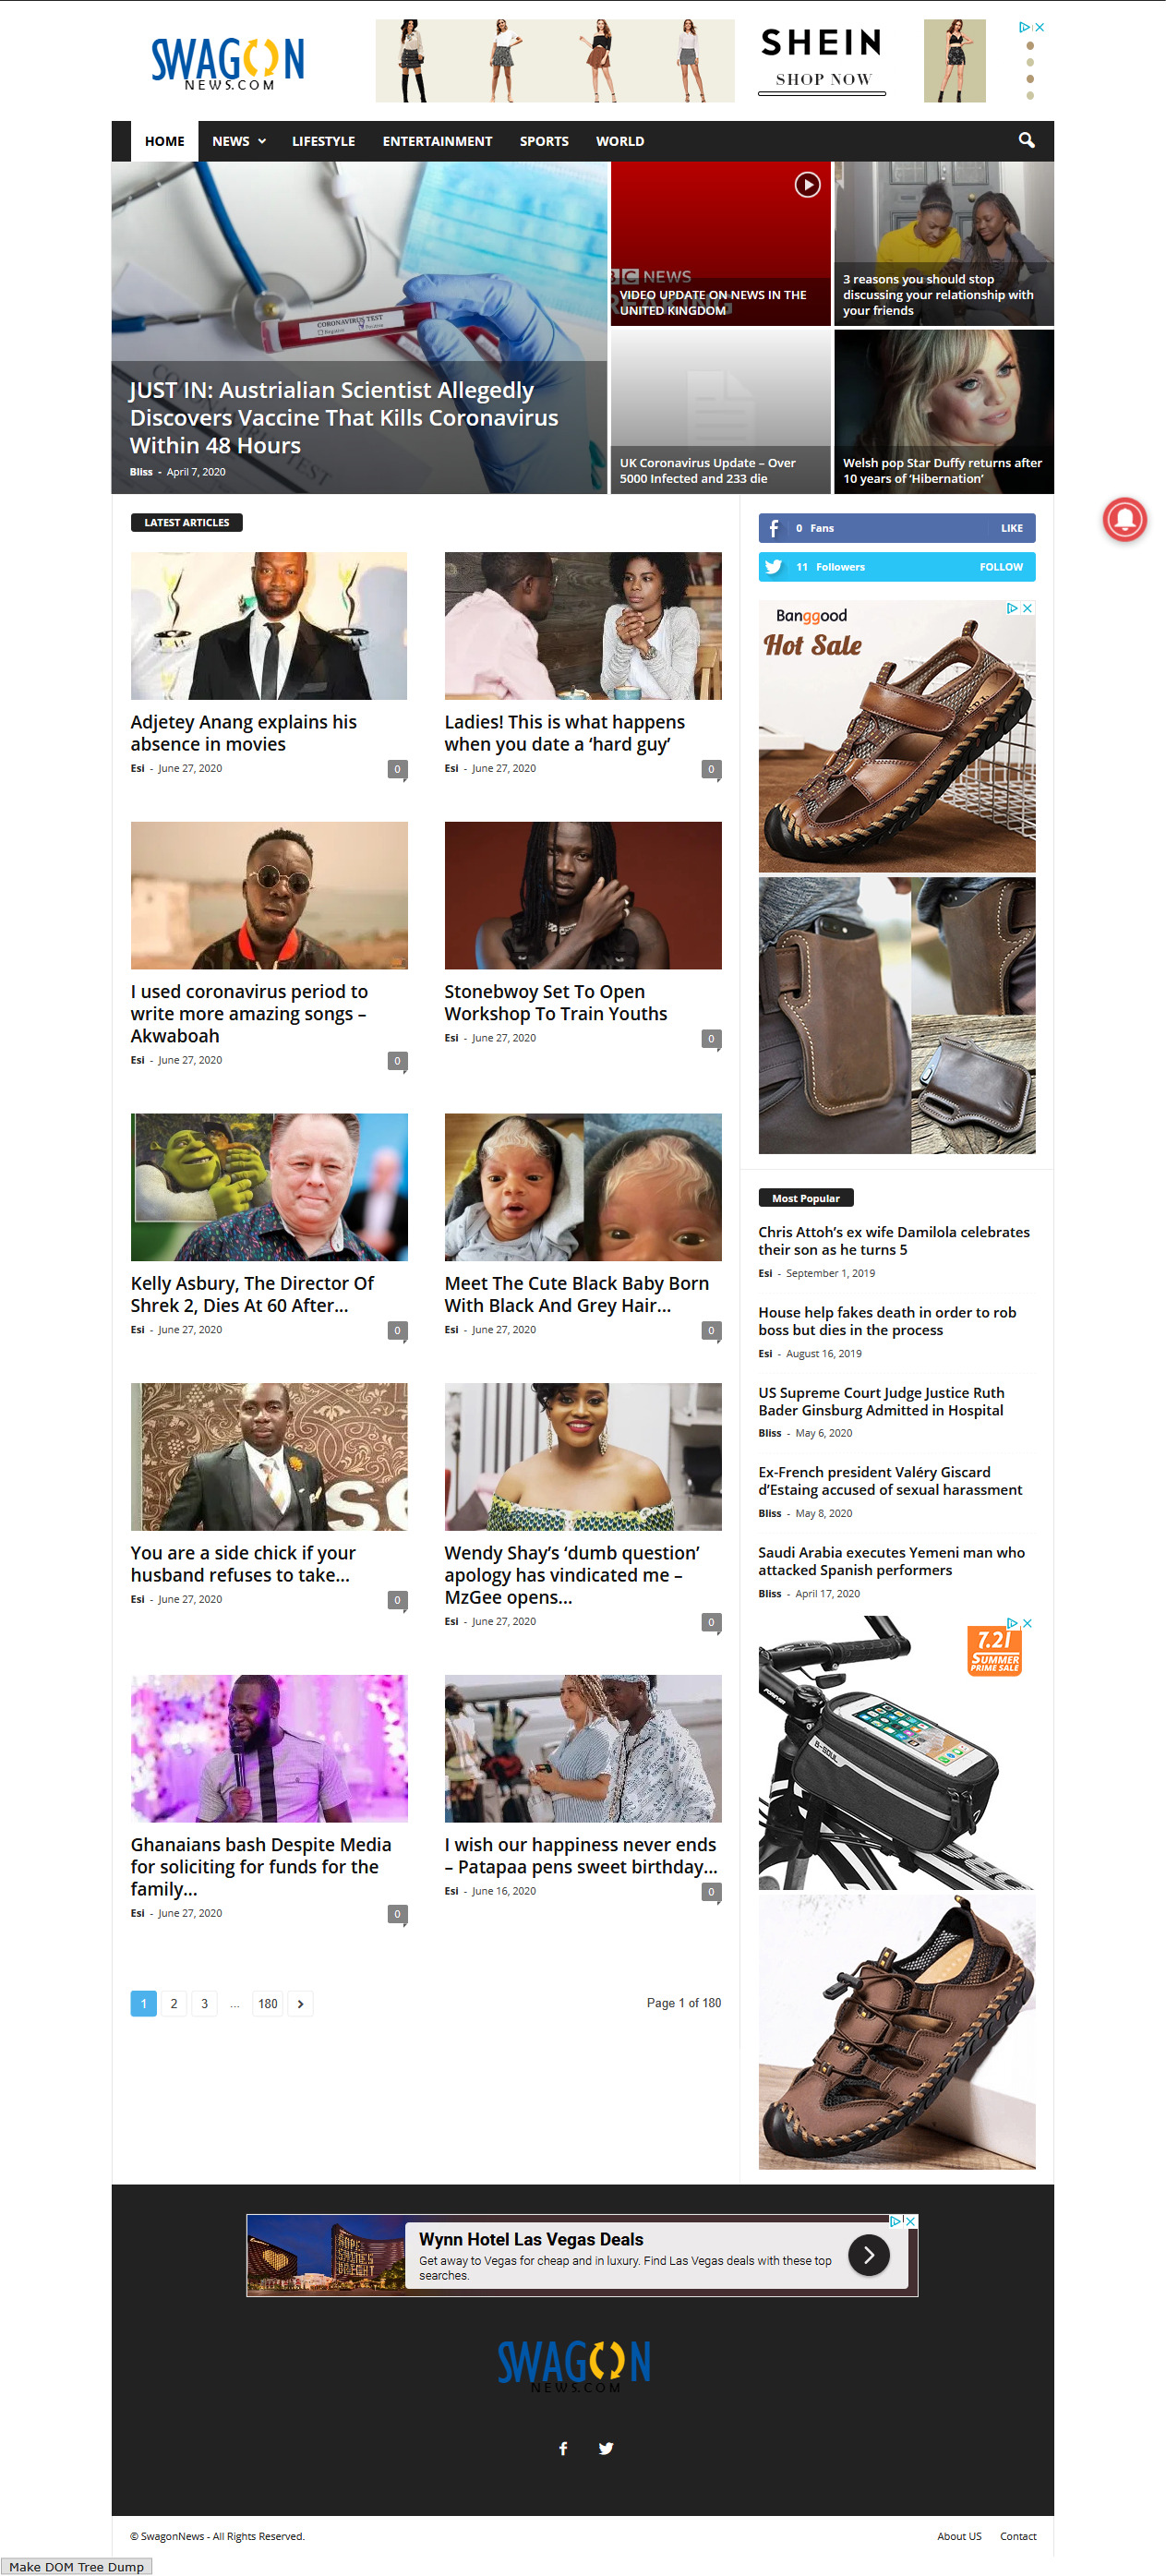 SWAGON
NEWS.COM
SHEIN
SHOP NOW
HOME NEWS LIFESTYLE ENTERTAINMENT SPORTS WORLD
CORONAVIRUS TEST
JUST IN: Austrialian Scientist Allegedly
Discovers Vaccine That Kills Coronavirus
Within 48 Hours
Bliss - April 7, 2020
BC NEWS
VIDEO UPDATE ON NEWS IN THE
UNITED KINGDOM
3 reasons you should stop
discussing your relationship with
your friends
UK Coronavirus Update – Over
5000 Infected and 233 die
Welsh pop Star Duffy returns after
10 years of ‘Hibernation’
LATEST ARTICLES
Adjetey Anang explains his
absence in movies
Esi - June 27, 2020 0
Ladies! This is what happens
when you date a ‘hard guy’
Esi - June 27, 2020 0
I used coronavirus period to
write more amazing songs –
Akwaboah
Esi - June 27, 2020 0
Stonebwoy Set To Open
Workshop To Train Youths
Esi - June 27, 2020 0
Kelly Asbury, The Director Of
Shrek 2, Dies At 60 After...
Esi - June 27, 2020 0
Meet The Cute Black Baby Born
With Black And Grey Hair...
Esi - June 27, 2020 0
You are a side chick if your
husband refuses to take...
Esi - June 27, 2020 0
Wendy Shay’s ‘dumb question’
apology has vindicated me –
MzGee opens...
Esi - June 27, 2020 0
Ghanaians bash Despite Media
for soliciting for funds for the
family...
Esi - June 27, 2020 0
I wish our happiness never ends
– Patapaa pens sweet birthday...
Esi - June 16, 2020 0
1 2 3 ... 180
Page 1 of 180
0 Fans LIKE
11 Followers FOLLOW
Banggood
Hot Sale
Most Popular
Chris Attoh’s ex wife Damilola celebrates
their son as he turns 5
Esi - September 1, 2019
House help fakes death in order to rob
boss but dies in the process
Esi - August 16, 2019
US Supreme Court Judge Justice Ruth
Bader Ginsburg Admitted in Hospital
Bliss - May 6, 2020
Ex-French president Valéry Giscard
d’Estaing accused of sexual harassment
Bliss - May 8, 2020
Saudi Arabia executes Yemeni man who
attacked Spanish performers
Bliss - April 17, 2020
7.21
SUMMER
PRIME SALE
B-SOUL
Wynn Hotel Las Vegas Deals
Get away to Vegas for cheap and in luxury. Find Las Vegas deals with these top
searches.
SWAGON
NEWS.COM
© SwagonNews - All Rights Reserved.
About US Contact
Make DOM Tree Dump